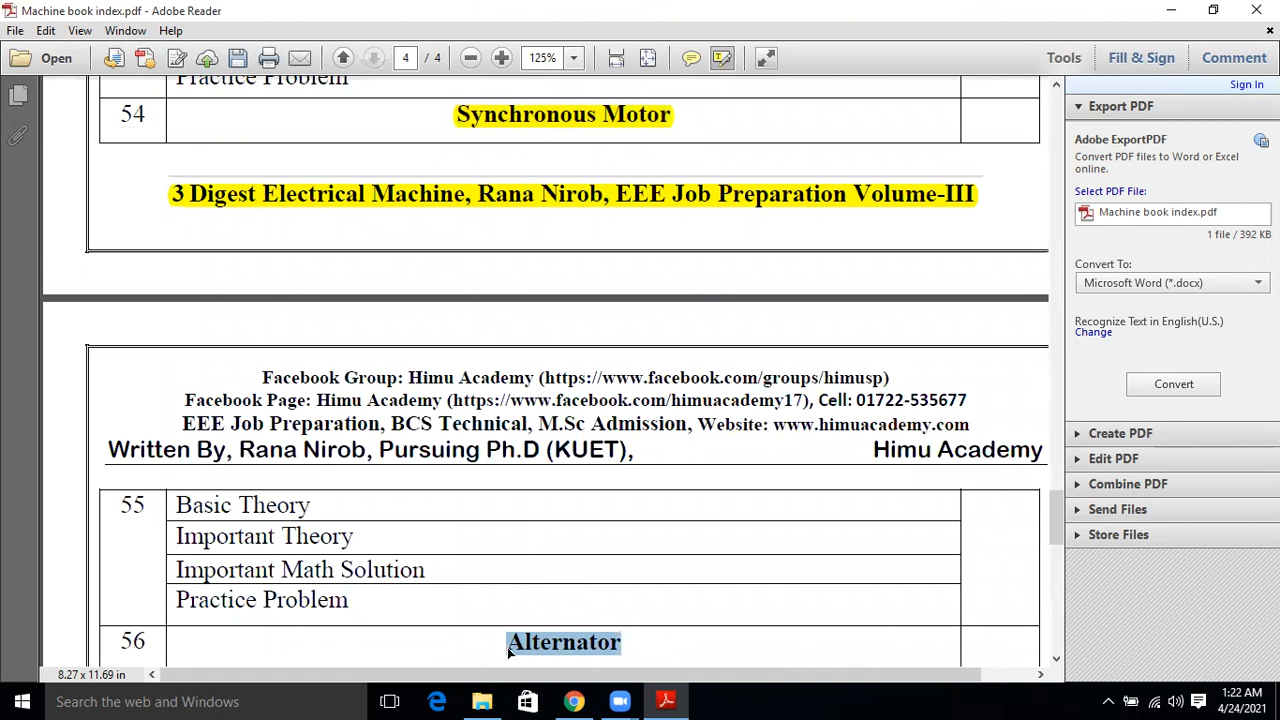 Machine book index.pdf - Adobe Reader
File Edit View Window Help
Open 4 / 4 125% Tools Fill & Sign Comment
Practice Problem
54 Synchronous Motor
3 Digest Electrical Machine, Rana Nirob, EEE Job Preparation Volume-III
Facebook Group: Himu Academy (https://www.facebook.com/groups/himusp)
Facebook Page: Himu Academy (https://www.facebook.com/himuacademy17), Cell: 01722-535677
EEE Job Preparation, BCS Technical, M.Sc Admission, Website: www.himuacademy.com
Written By, Rana Nirob, Pursuing Ph.D (KUET), Himu Academy
55 Basic Theory
Important Theory
Important Math Solution
Practice Problem
56 Alternator
8.27 x 11.69 in
Sign In
Export PDF
Adobe ExportPDF
Convert PDF files to Word or Excel
online.
Select PDF File:
Machine book index.pdf
1 file / 392 KB
Convert To:
Microsoft Word (*.docx)
Recognize Text in English(U.S.)
Change
Convert
Create PDF
Edit PDF
Combine PDF
Send Files
Store Files
Search the web and Windows
1:22 AM
4/24/2021